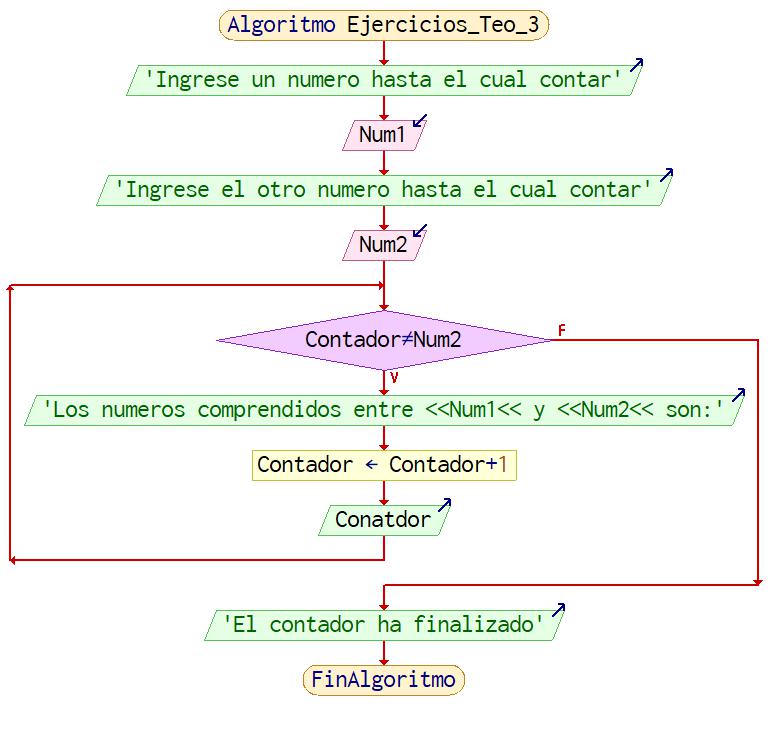 Algoritmo Ejercicios_Teo_3
'Ingrese un numero hasta el cual contar'
Num1
'Ingrese el otro numero hasta el cual contar'
Num2
Contador≠Num2
F
V
'Los numeros comprendidos entre <<Num1<< y <<Num2<< son:'
Contador ← Contador+1
Conatdor
'El contador ha finalizado'
FinAlgoritmo